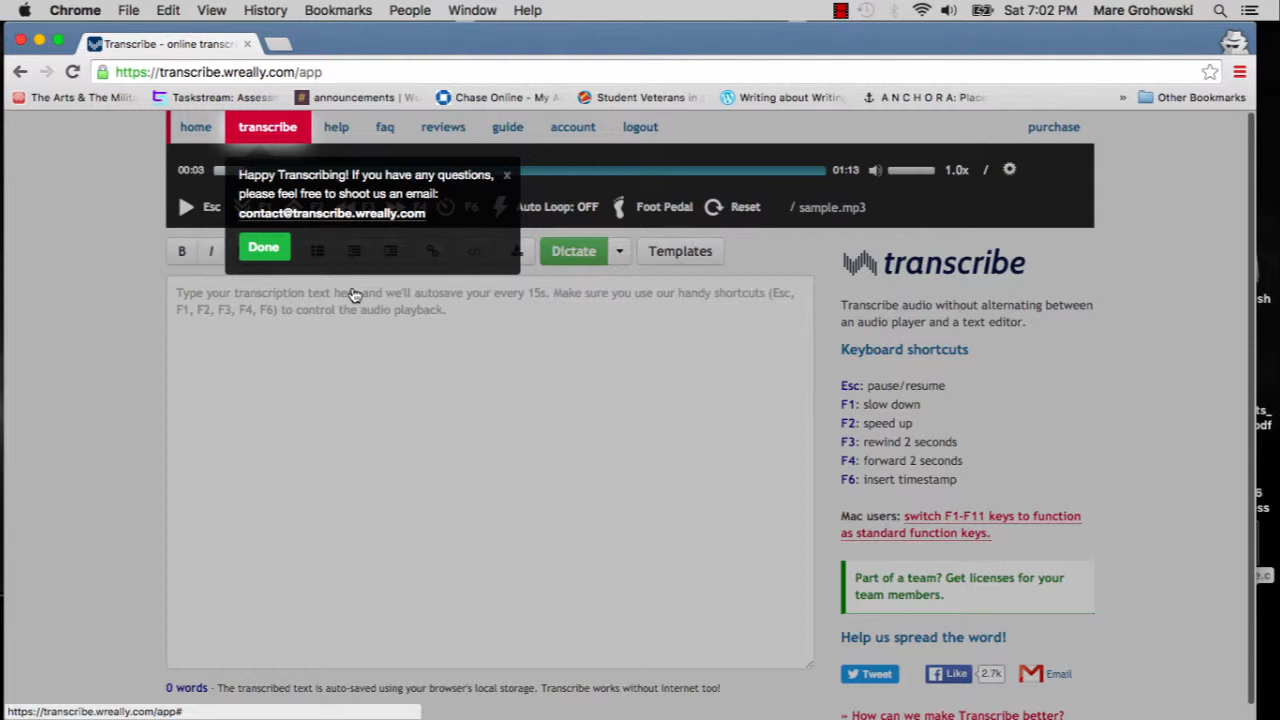 Chrome File Edit View History Bookmarks People Window Help Sat 7:02 PM Mare Grohowski
Transcribe - online transcr
https://transcribe.wreally.com/app
The Arts & The Milit Taskstream: Assess announcements | Wo Chase Online - My A Student Veterans in Writing about Writin A N C H O R A: Plac » Other Bookmarks
home transcribe help faq reviews guide account logout purchase
00:03 01:13 1.0x /
Happy Transcribing! If you have any questions,
please feel free to shoot us an email:
contact@transcribe.wreally.com
Done
Esc F6 Auto Loop: OFF Foot Pedal Reset / sample.mp3
B I Dictate Templates
Type your transcription text here and we'll autosave your every 15s. Make sure you use our handy shortcuts (Esc,
F1, F2, F3, F4, F6) to control the audio playback.
transcribe
Transcribe audio without alternating between
an audio player and a text editor.
Keyboard shortcuts
Esc: pause/resume
F1: slow down
F2: speed up
F3: rewind 2 seconds
F4: forward 2 seconds
F6: insert timestamp
Mac users: switch F1-F11 keys to function
as standard function keys.
Part of a team? Get licenses for your
team members.
Help us spread the word!
Tweet Like 2.7k Email
» How can we make Transcribe better?
0 words - The transcribed text is auto-saved using your browser's local storage. Transcribe works without Internet too!
https://transcribe.wreally.com/app#